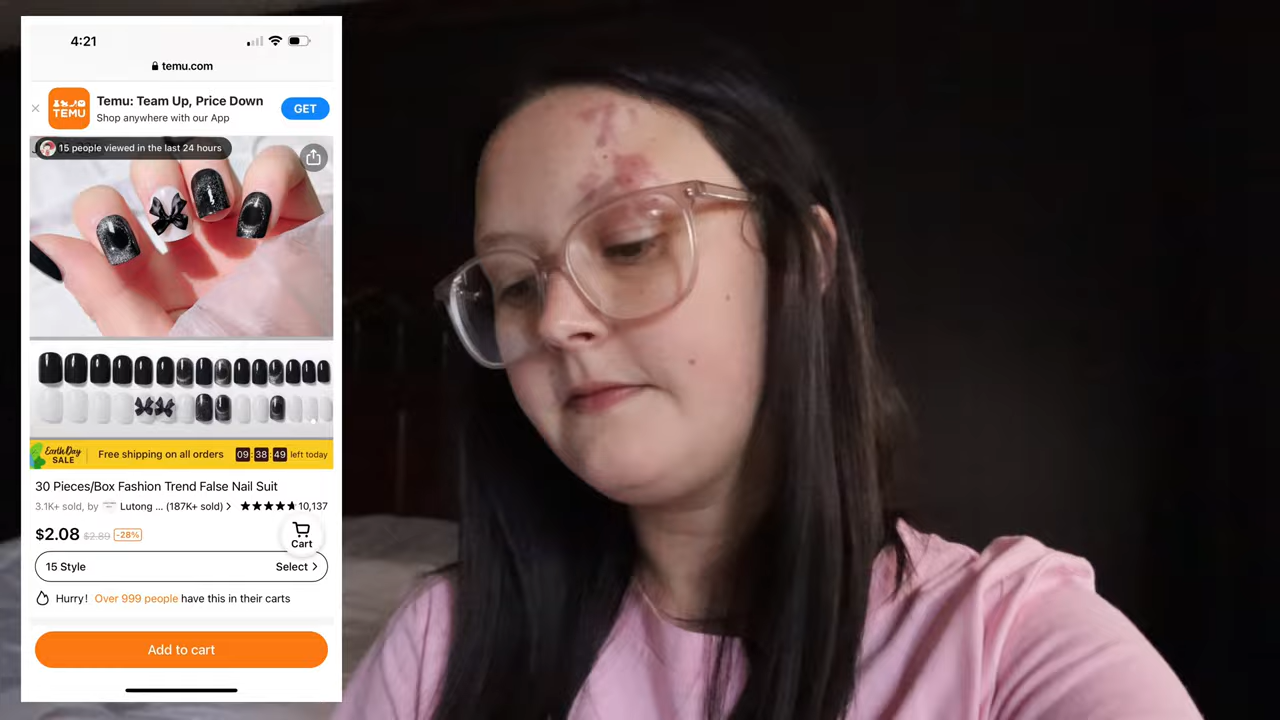 4:21
temu.com
Temu: Team Up, Price Down
Shop anywhere with our App
GET
TEMU
15 people viewed in the last 24 hours
Earth Day
SALE
Free shipping on all orders 09:38:49 left today
30 Pieces/Box Fashion Trend False Nail Suit
3.1K+ sold, by Lutong ... (187K+ sold) 10,137
$2.08 $2.89 -28%
Cart
15 Style Select
Hurry! Over 999 people have this in their carts
Add to cart